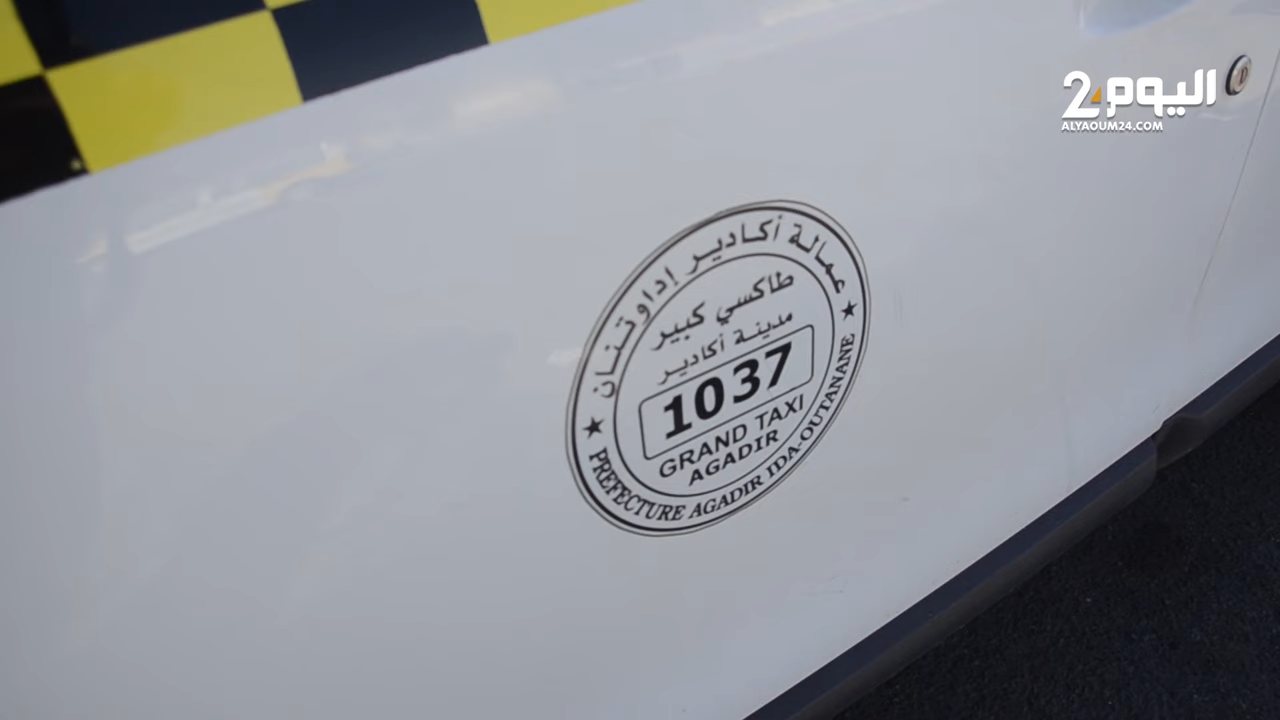 اليوم 24
ALYAOUM24.COM
D
عمالة أكادير إداوتنان
طاكسي كبير
مدينة أكادير
1037
GRAND TAXI
AGADIR
PREFECTURE AGADIR IDA-OUTANANE